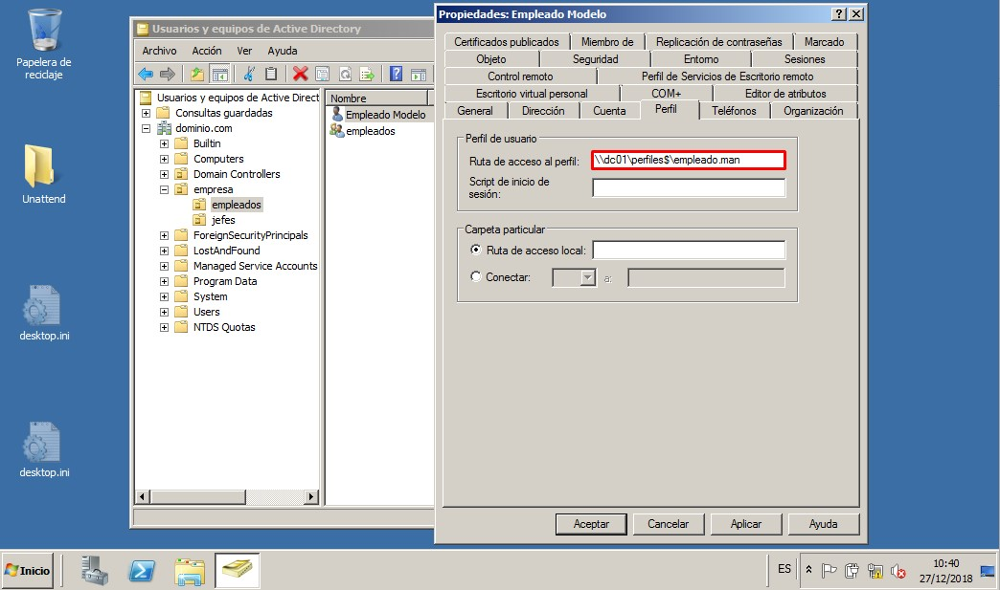 Papelera de
reciclaje
Unattend
desktop.ini
desktop.ini
Usuarios y equipos de Active Directory
Archivo Acción Ver Ayuda
Usuarios y equipos de Active Direct
Consultas guardadas
dominio.com
Builtin
Computers
Domain Controllers
empresa
empleados
jefes
ForeignSecurityPrincipals
LostAndFound
Managed Service Accounts
Program Data
System
Users
NTDS Quotas
Nombre
Empleado Modelo
empleados
Propiedades: Empleado Modelo
Certificados publicados Miembro de Replicación de contraseñas Marcado
Objeto Seguridad Entorno Sesiones
Control remoto Perfil de Servicios de Escritorio remoto
Escritorio virtual personal COM+ Editor de atributos
General Dirección Cuenta Perfil Teléfonos Organización
Perfil de usuario
Ruta de acceso al perfil: \\dc01\perfiles$\empleado.man
Script de inicio de
sesión:
Carpeta particular
Ruta de acceso local:
Conectar: a:
Aceptar Cancelar Aplicar Ayuda
Inicio
ES
10:40
27/12/2018